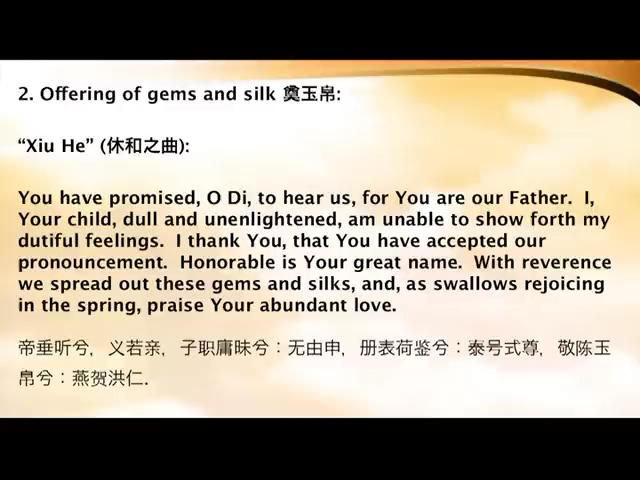 2. Offering of gems and silk 奠玉帛:
“Xiu He” (休和之曲):
You have promised, O Di, to hear us, for You are our Father.  I,
Your child, dull and unenlightened, am unable to show forth my
dutiful feelings.  I thank You, that You have accepted our
pronouncement.  Honorable is Your great name.  With reverence
we spread out these gems and silks, and, as swallows rejoicing
in the spring, praise Your abundant love.
帝垂听兮，义若亲，子职庸昧兮：无由申，册表荷鉴兮：泰号式尊，敬陈玉
帛兮：燕贺洪仁.